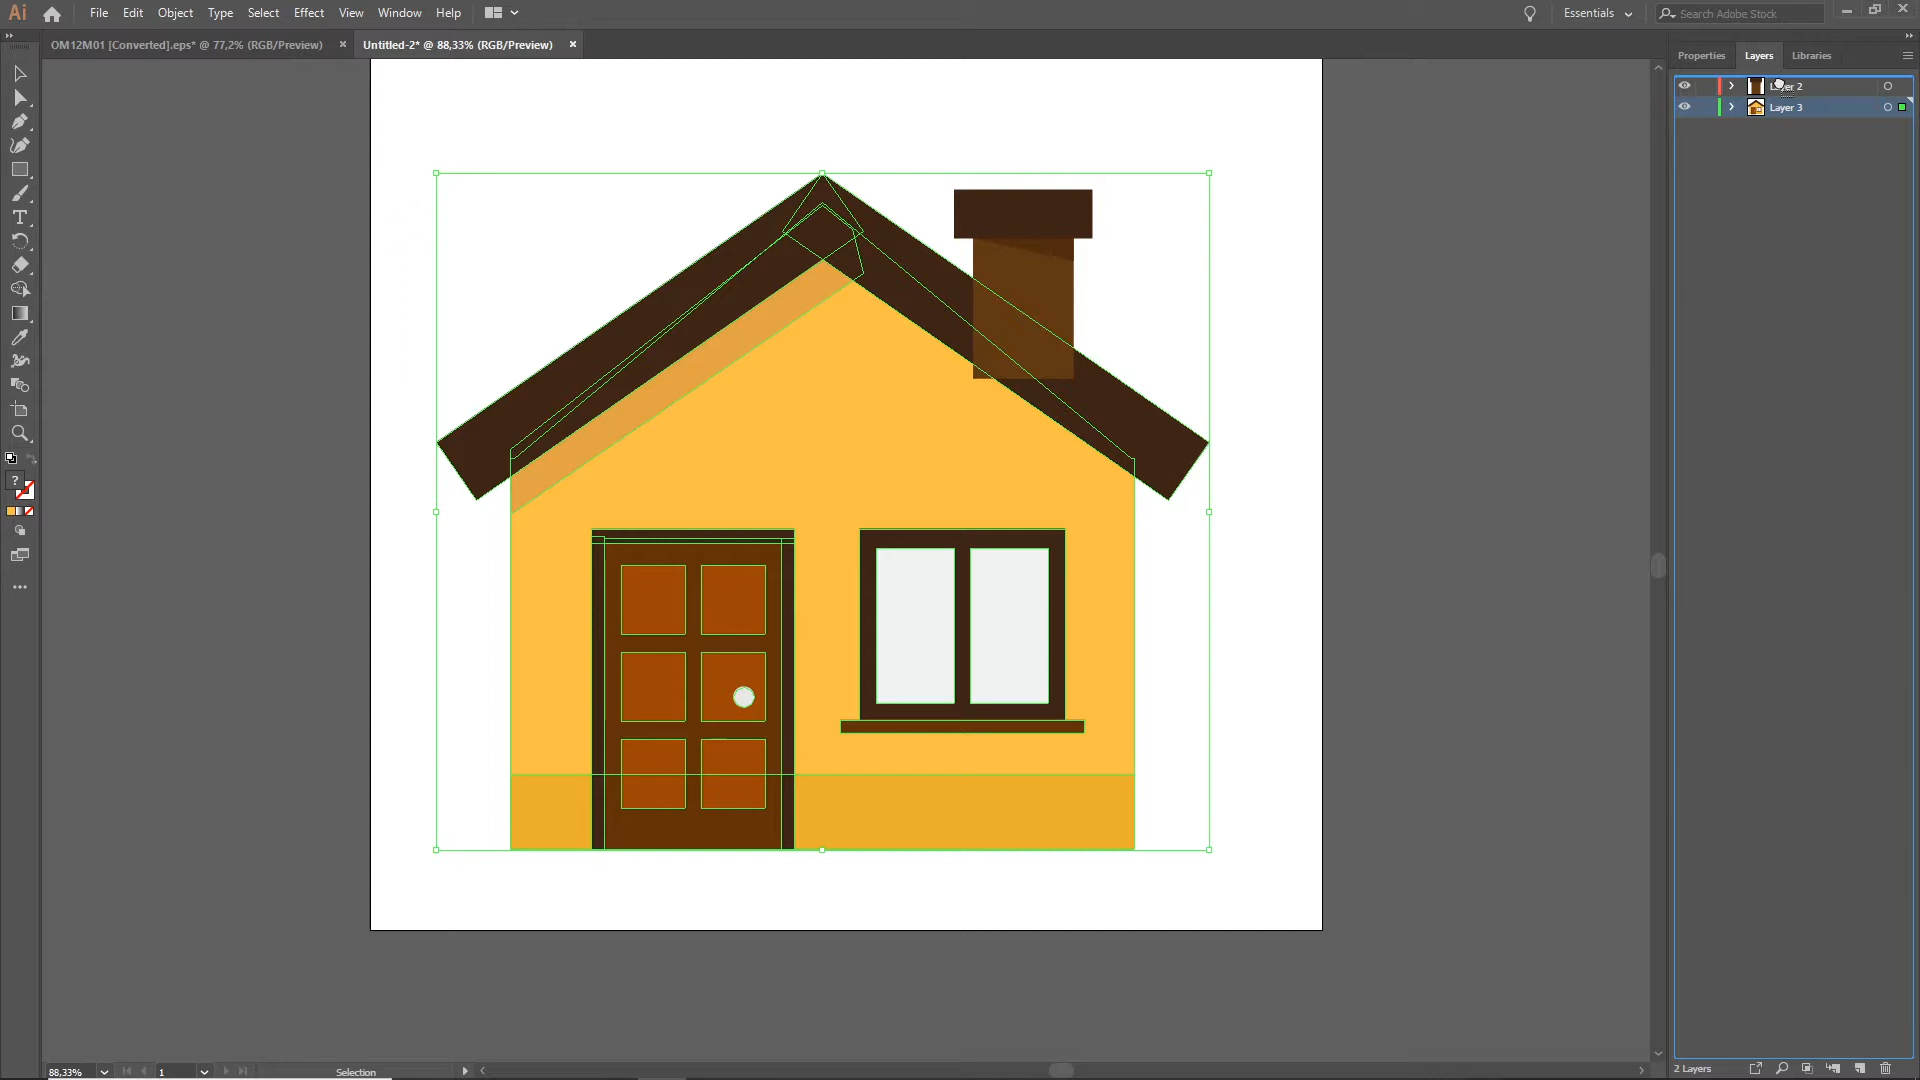 Ai File Edit Object Type Select Effect View Window Help Essentials Search Adobe Stock
OM12M01 [Converted].eps* @ 77,2% (RGB/Preview) × Untitled-2* @ 88,33% (RGB/Preview) ×
Properties Layers Libraries
Layer 3
T
?
88,33% 1 Selection 2 Layers